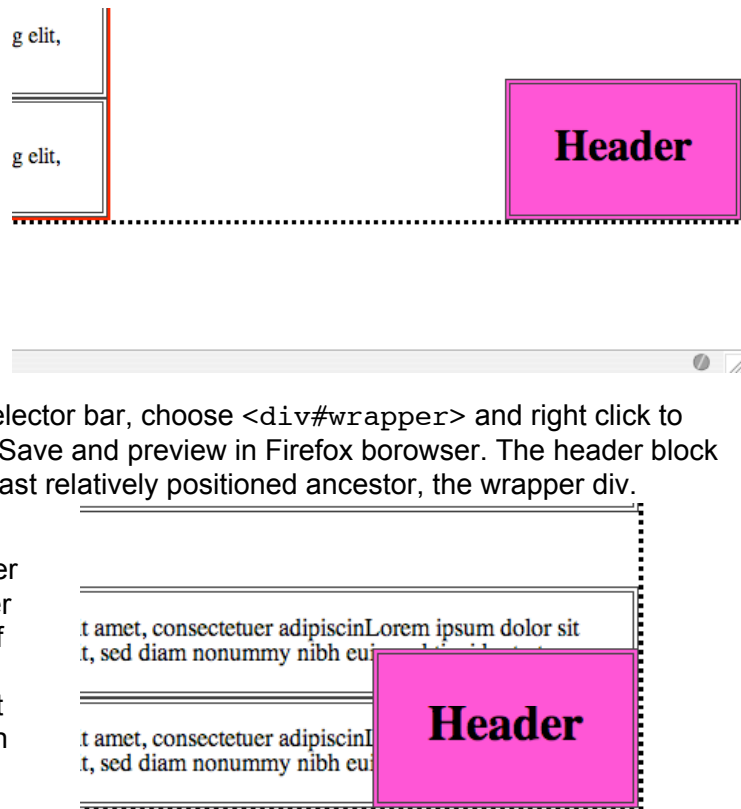 g elit,
Header
g elit,
elector bar, choose <div#wrapper> and right click to
Save and preview in Firefox borowser. The header block
ast relatively positioned ancestor, the wrapper div.
er
er
f
t
n
t amet, consectetuer adipiscinLorem ipsum dolor sit
t, sed diam nonummy nibh eui
Header
t amet, consectetuer adipiscinL
t, sed diam nonummy nibh eui